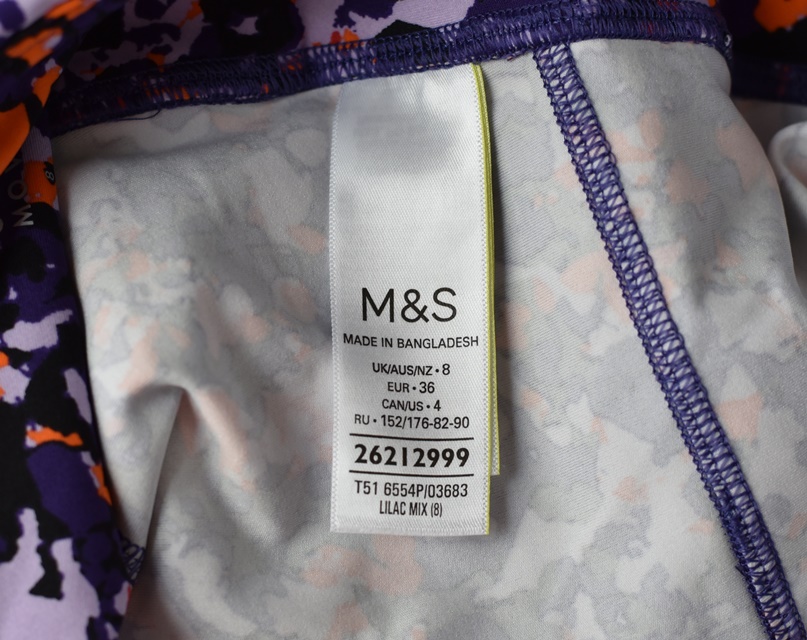 M&S
MADE IN BANGLADESH
UK/AUS/NZ • 8
EUR • 36
CAN/US • 4
RU • 152/176-82-90
26212999
T51 6554P/03683
LILAC MIX (8)